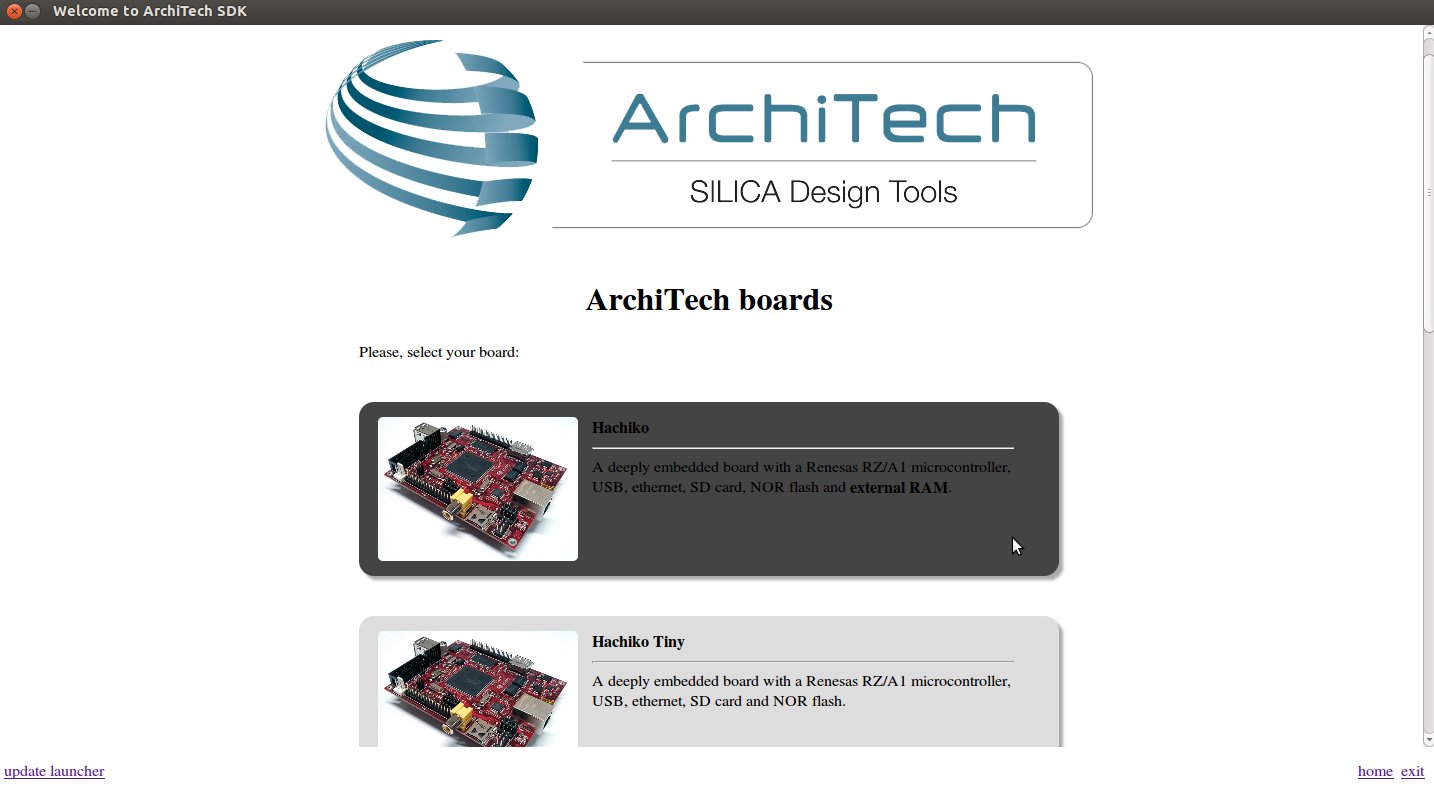 Welcome to ArchiTech SDK
ArchiTech
SILICA Design Tools
ArchiTech boards
Please, select your board:
Hachiko
A deeply embedded board with a Renesas RZ/A1 microcontroller,
USB, ethernet, SD card, NOR flash and external RAM.
Hachiko Tiny
A deeply embedded board with a Renesas RZ/A1 microcontroller,
USB, ethernet, SD card and NOR flash.
update launcher
home exit